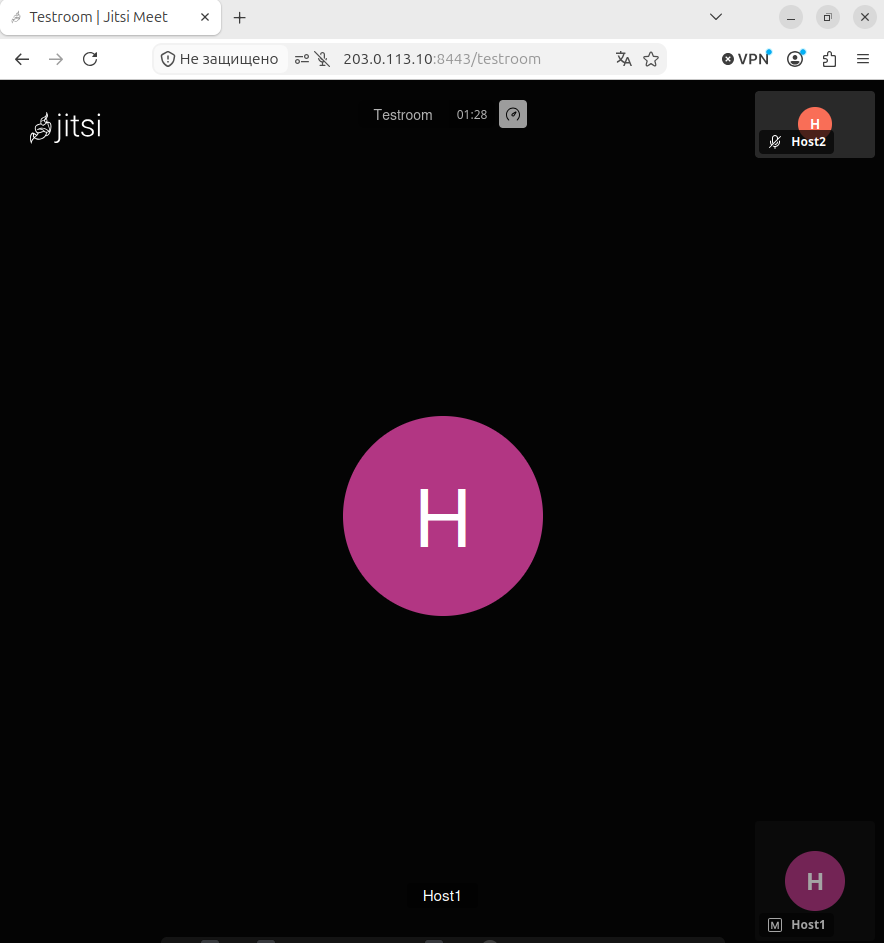 Testroom | Jitsi Meet
Не защищено
203.0.113.10:8443/testroom
VPN
jitsi
Testroom 01:28
H
Host2
H
Host1
H
M Host1